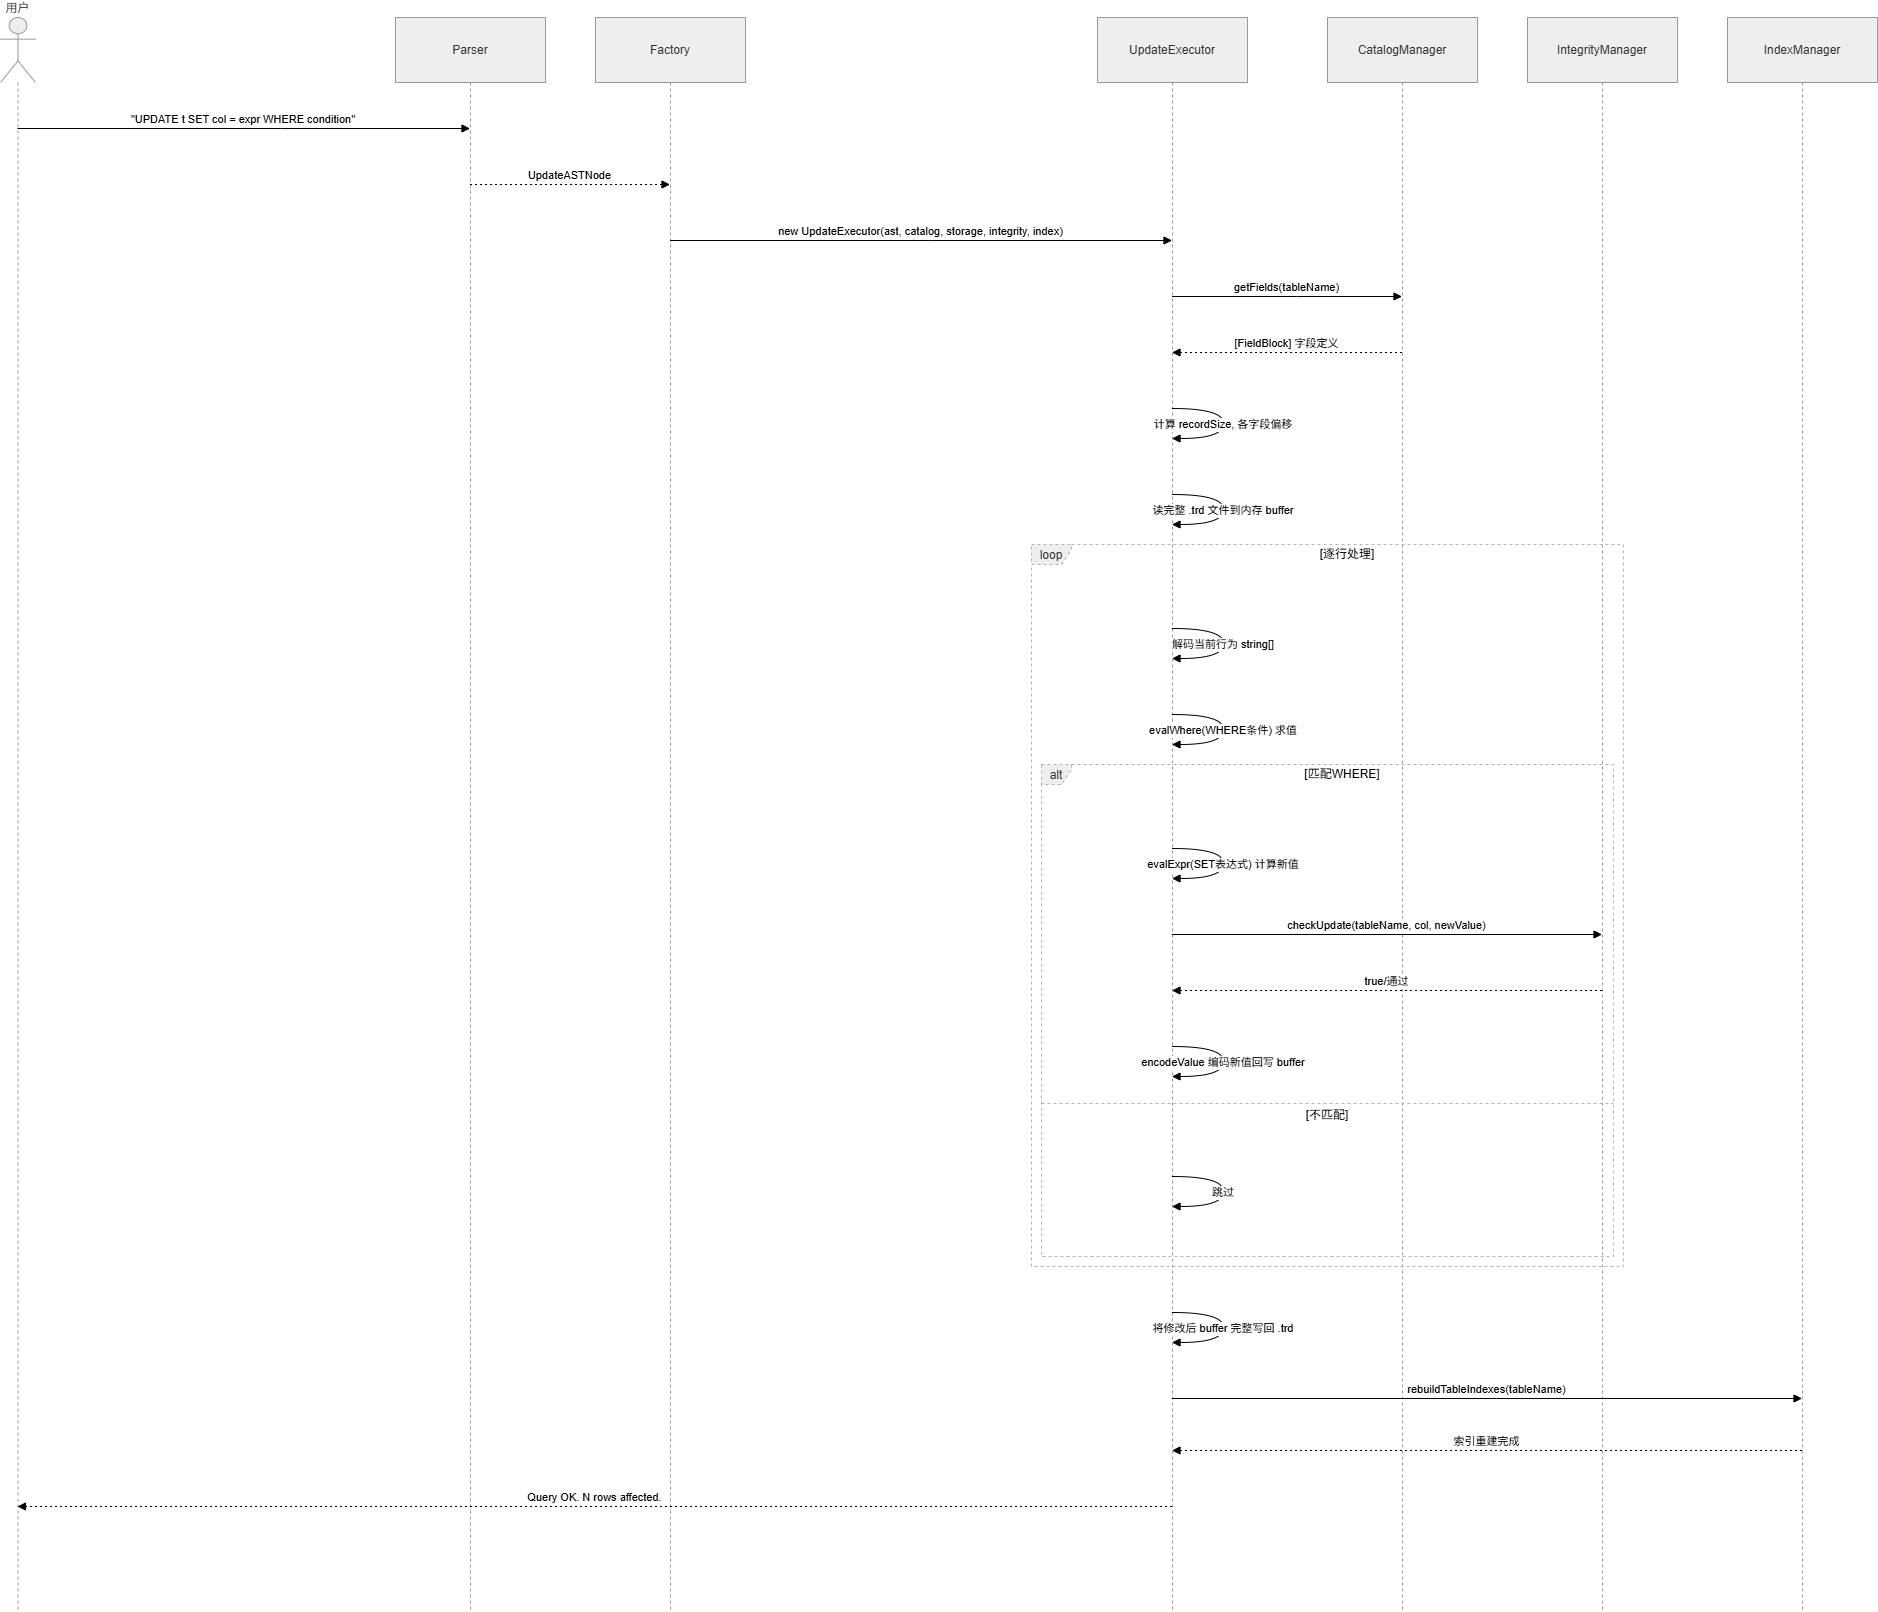 用户
Parser
Factory
UpdateExecutor
CatalogManager
IntegrityManager
IndexManager
"UPDATE t SET col = expr WHERE condition"
UpdateASTNode
new UpdateExecutor(ast, catalog, storage, integrity, index)
getFields(tableName)
[FieldBlock] 字段定义
计算 recordSize, 各字段偏移
读完整 .trd 文件到内存 buffer
loop
[逐行处理]
解码当前行为 string[]
evalWhere(WHERE条件) 求值
alt
[匹配WHERE]
evalExpr(SET表达式) 计算新值
checkUpdate(tableName, col, newValue)
true/通过
encodeValue 编码新值回写 buffer
[不匹配]
跳过
将修改后 buffer 完整写回 .trd
rebuildTableIndexes(tableName)
索引重建完成
Query OK. N rows affected.